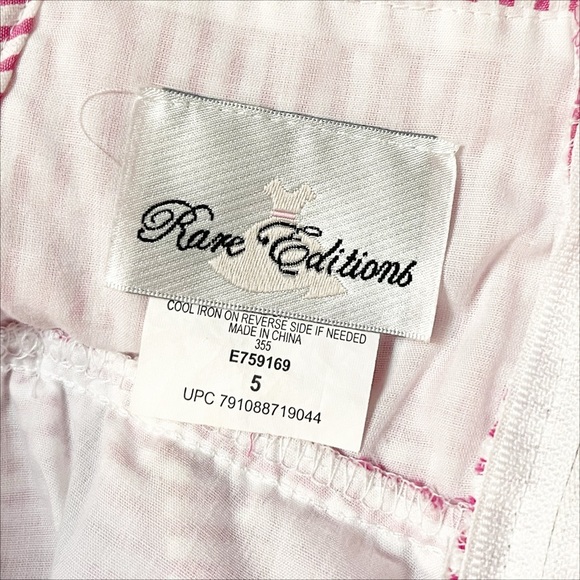 Rare Editions
COOL IRON ON REVERSE SIDE IF NEEDED
MADE IN CHINA
355
E759169
5
UPC 791088719044